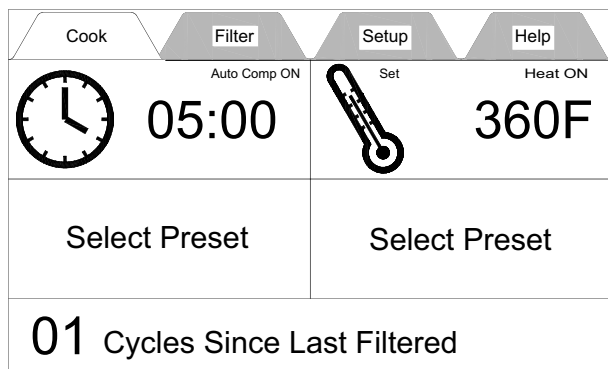 Cook Filter Setup Help
Auto Comp ON Set Heat ON
05:00 360F
Select Preset Select Preset
01 Cycles Since Last Filtered